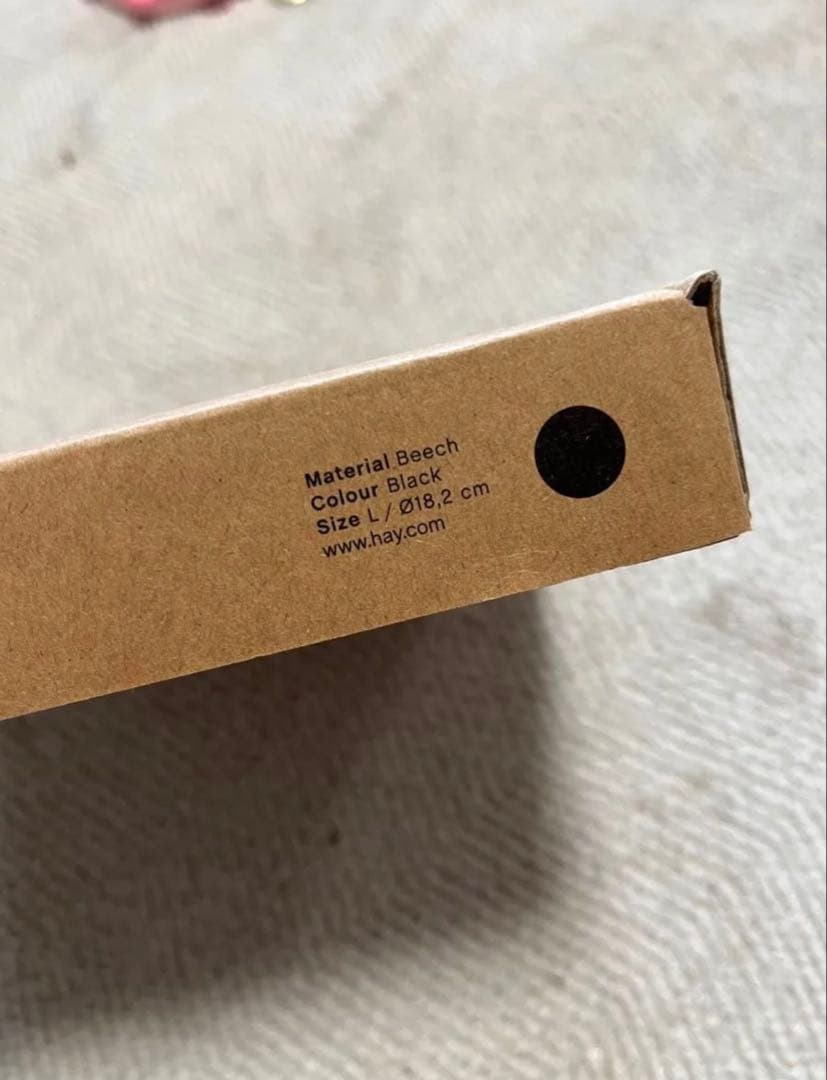 Material Beech
Colour Black
Size L / Ø18,2 cm
www.hay.com